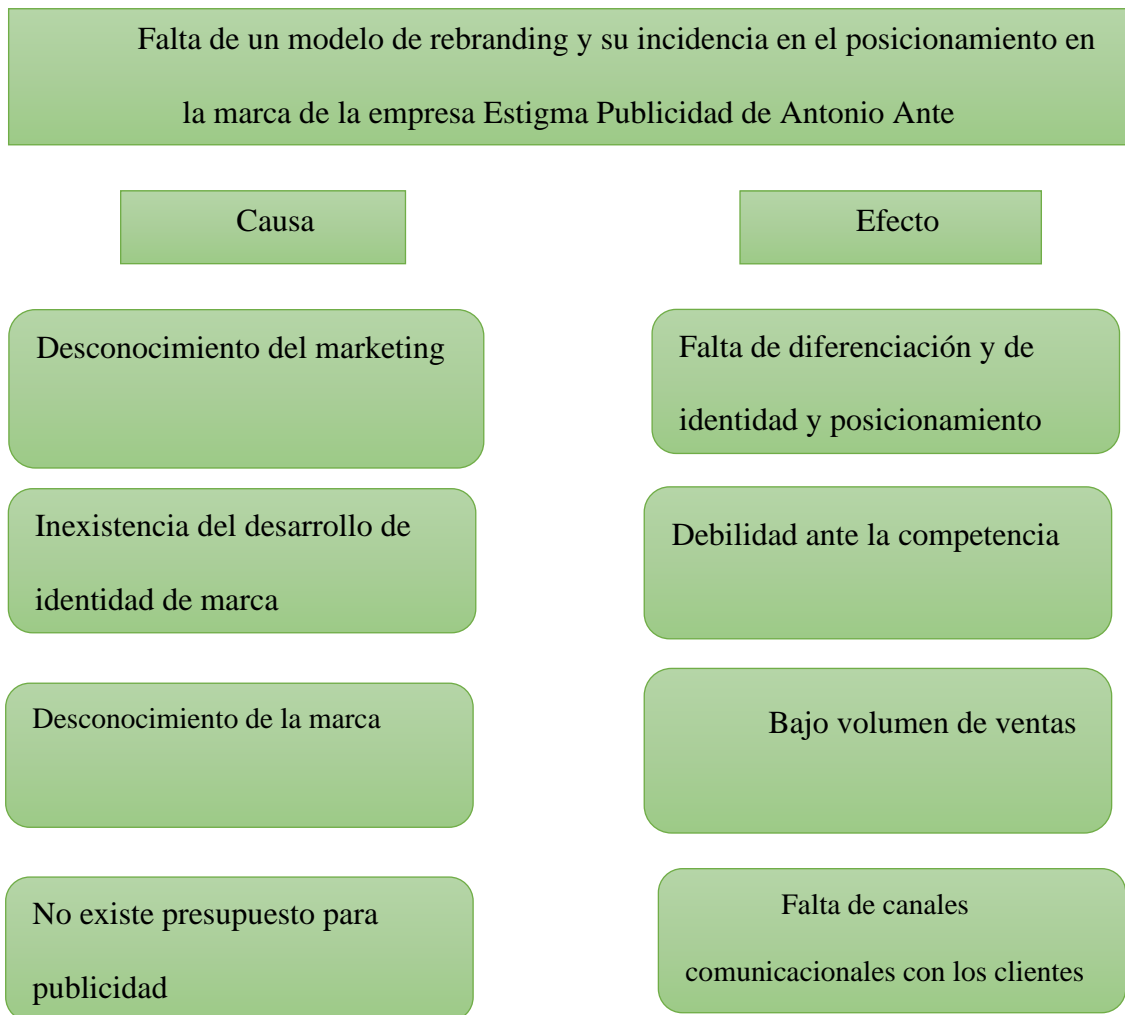 Falta de un modelo de rebranding y su incidencia en el posicionamiento en
la marca de la empresa Estigma Publicidad de Antonio Ante
Causa
Efecto
Desconocimiento del marketing
Falta de diferenciación y de
identidad y posicionamiento
Inexistencia del desarrollo de
identidad de marca
Debilidad ante la competencia
Desconocimiento de la marca
Bajo volumen de ventas
No existe presupuesto para
publicidad
Falta de canales
comunicacionales con los clientes